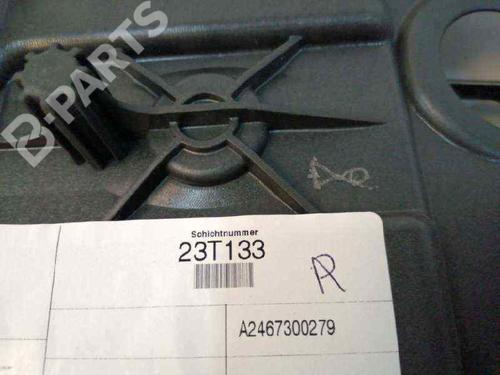 B-PARTS
Schichtnummer
23T133
R
A2467300279